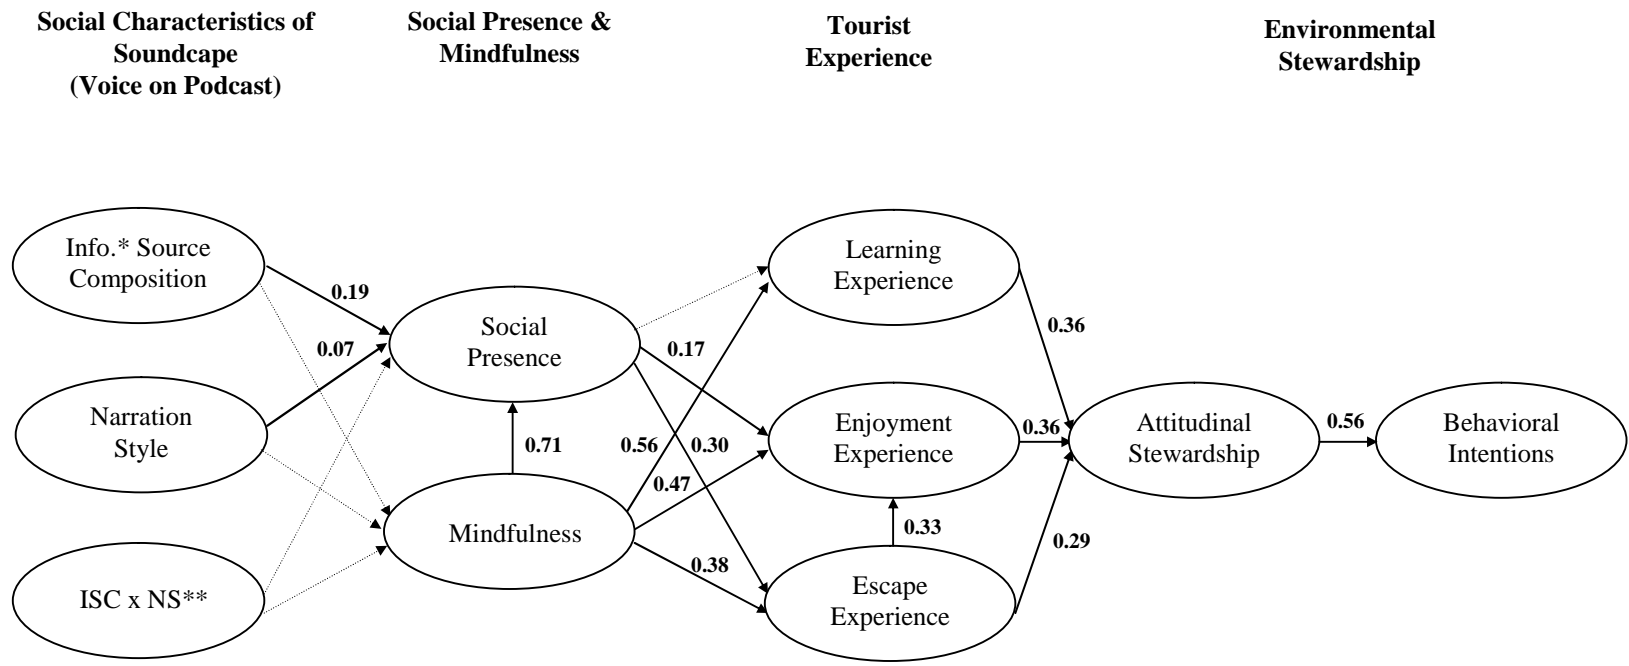 Social Characteristics of
Soundcape
(Voice on Podcast)
Social Presence &
Mindfulness
Tourist
Experience
Environmental
Stewardship
Info.* Source
Composition
Narration
Style
ISC x NS**
0.19
0.07
Social
Presence
0.71
Mindfulness
0.17
0.56
0.30
0.47
0.38
Learning
Experience
Enjoyment
Experience
0.33
Escape
Experience
0.36
0.36
0.29
Attitudinal
Stewardship
0.56
Behavioral
Intentions